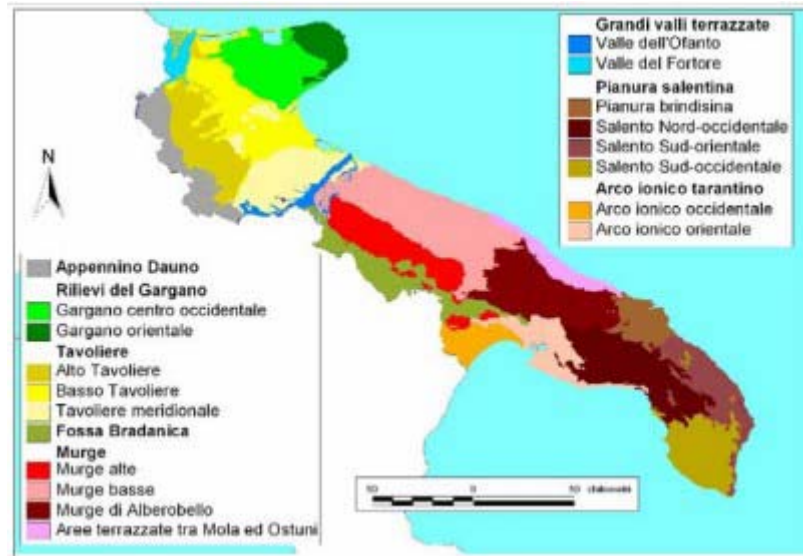 Grandi valli terrazzate
Valle dell'Ofanto
Valle del Fortore
Pianura salentina
Pianura brindisina
Salento Nord-occidentale
Salento Sud-orientale
Salento Sud-occidentale
Arco ionico tarantino
Arco ionico occidentale
Arco ionico orientale
N
Appennino Dauno
Rilievi del Gargano
Gargano centro occidentale
Gargano orientale
Tavoliere
Alto Tavoliere
Basso Tavoliere
Tavoliere meridionale
Fossa Bradanica
Murge
Murge alte
Murge basse
Murge di Alberobello
Aree terrazzate tra Mola ed Ostuni
0